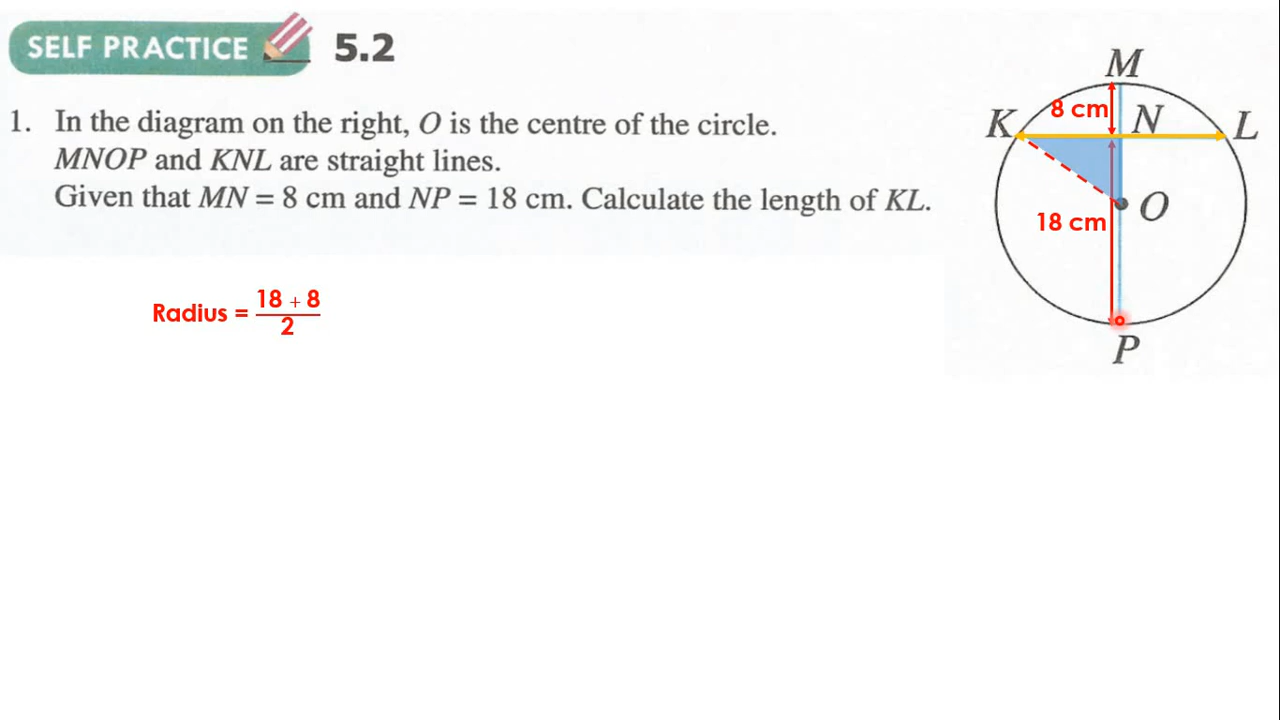 SELF PRACTICE 5.2
1. In the diagram on the right, O is the centre of the circle.
MNOP and KNL are straight lines.
Given that MN = 8 cm and NP = 18 cm. Calculate the length of KL.
M
8 cm
K
N
L
18 cm
O
P
Radius = 18 + 8
2